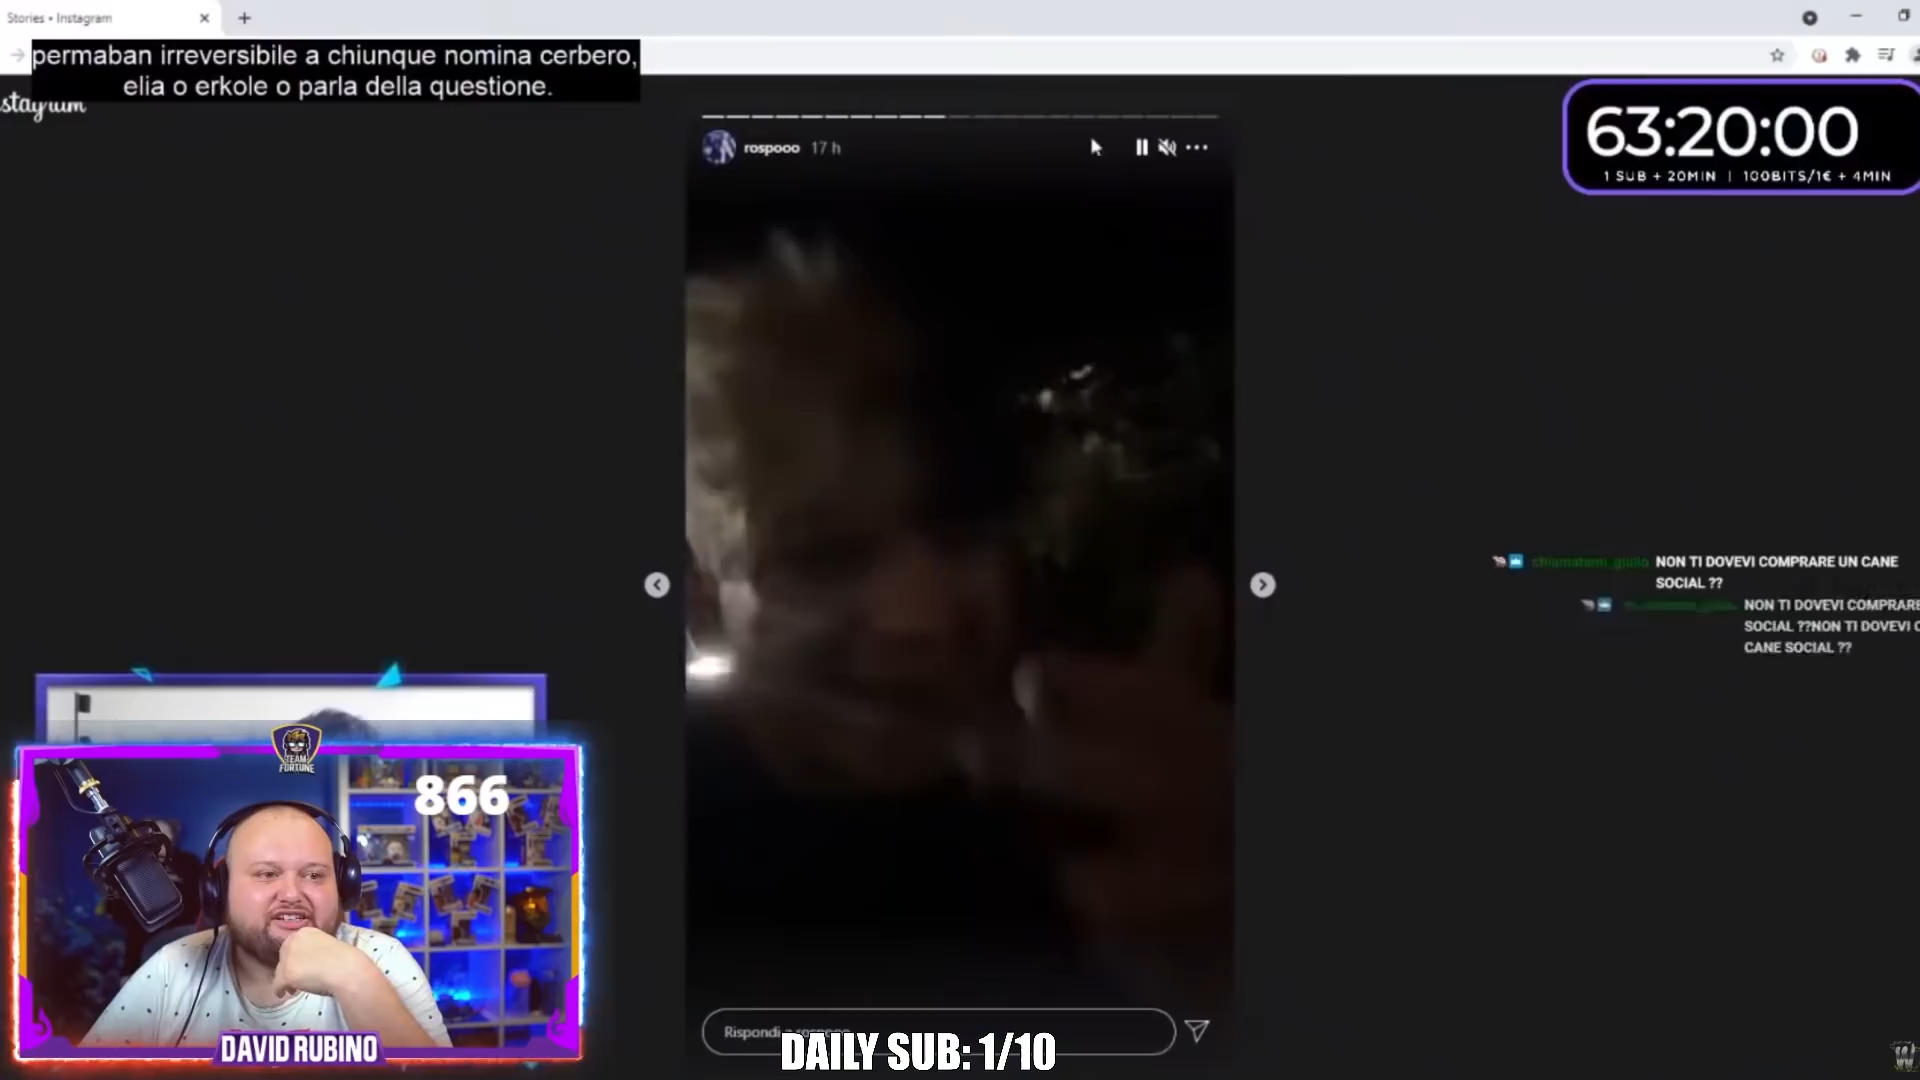 Stories • Instagram
permaban irreversibile a chiunque nomina cerbero,
elia o erkole o parla della questione.
63:20:00
1 SUB + 20MIN | 100BITS/1€ + 4MIN
rospooo 17 h
chiamatemi_giulio NON TI DOVEVI COMPRARE UN CANE
SOCIAL ??
NON TI DOVEVI COMPRARE
SOCIAL ??NON TI DOVEVI C
CANE SOCIAL ??
TEAM
FORTUNE
866
DAVID RUBINO
Rispondi a rospooo
DAILY SUB: 1/10